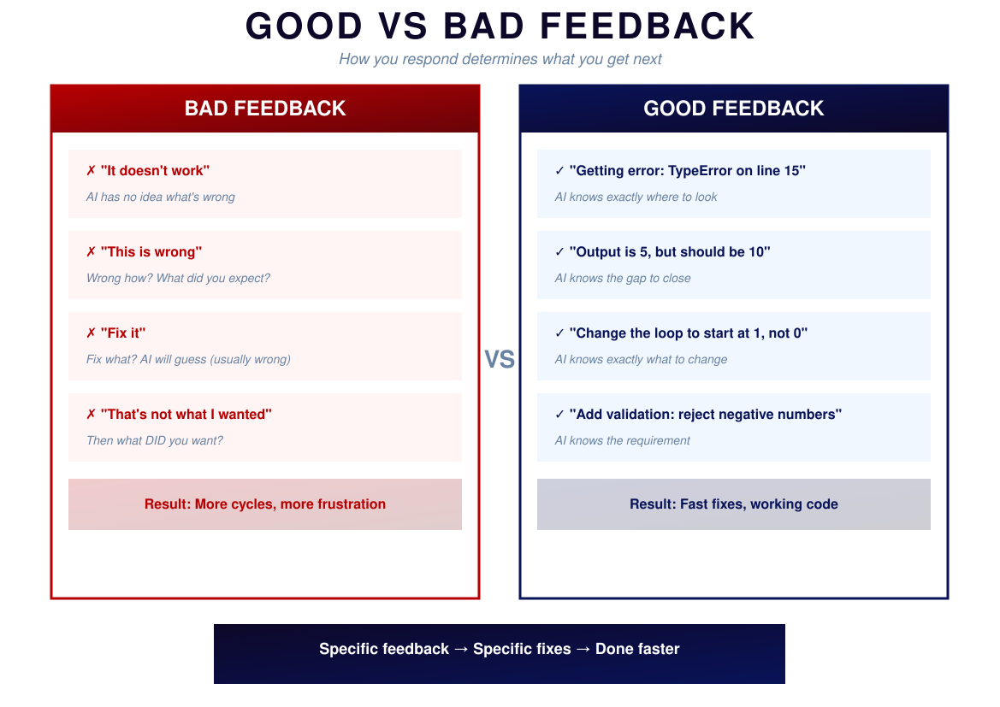 GOOD VS BAD FEEDBACK
How you respond determines what you get next
BAD FEEDBACK
✗ "It doesn't work"
AI has no idea what's wrong
✗ "This is wrong"
Wrong how? What did you expect?
✗ "Fix it"
Fix what? AI will guess (usually wrong)
✗ "That's not what I wanted"
Then what DID you want?
Result: More cycles, more frustration
VS
GOOD FEEDBACK
✓ "Getting error: TypeError on line 15"
AI knows exactly where to look
✓ "Output is 5, but should be 10"
AI knows the gap to close
✓ "Change the loop to start at 1, not 0"
AI knows exactly what to change
✓ "Add validation: reject negative numbers"
AI knows the requirement
Result: Fast fixes, working code
Specific feedback → Specific fixes → Done faster